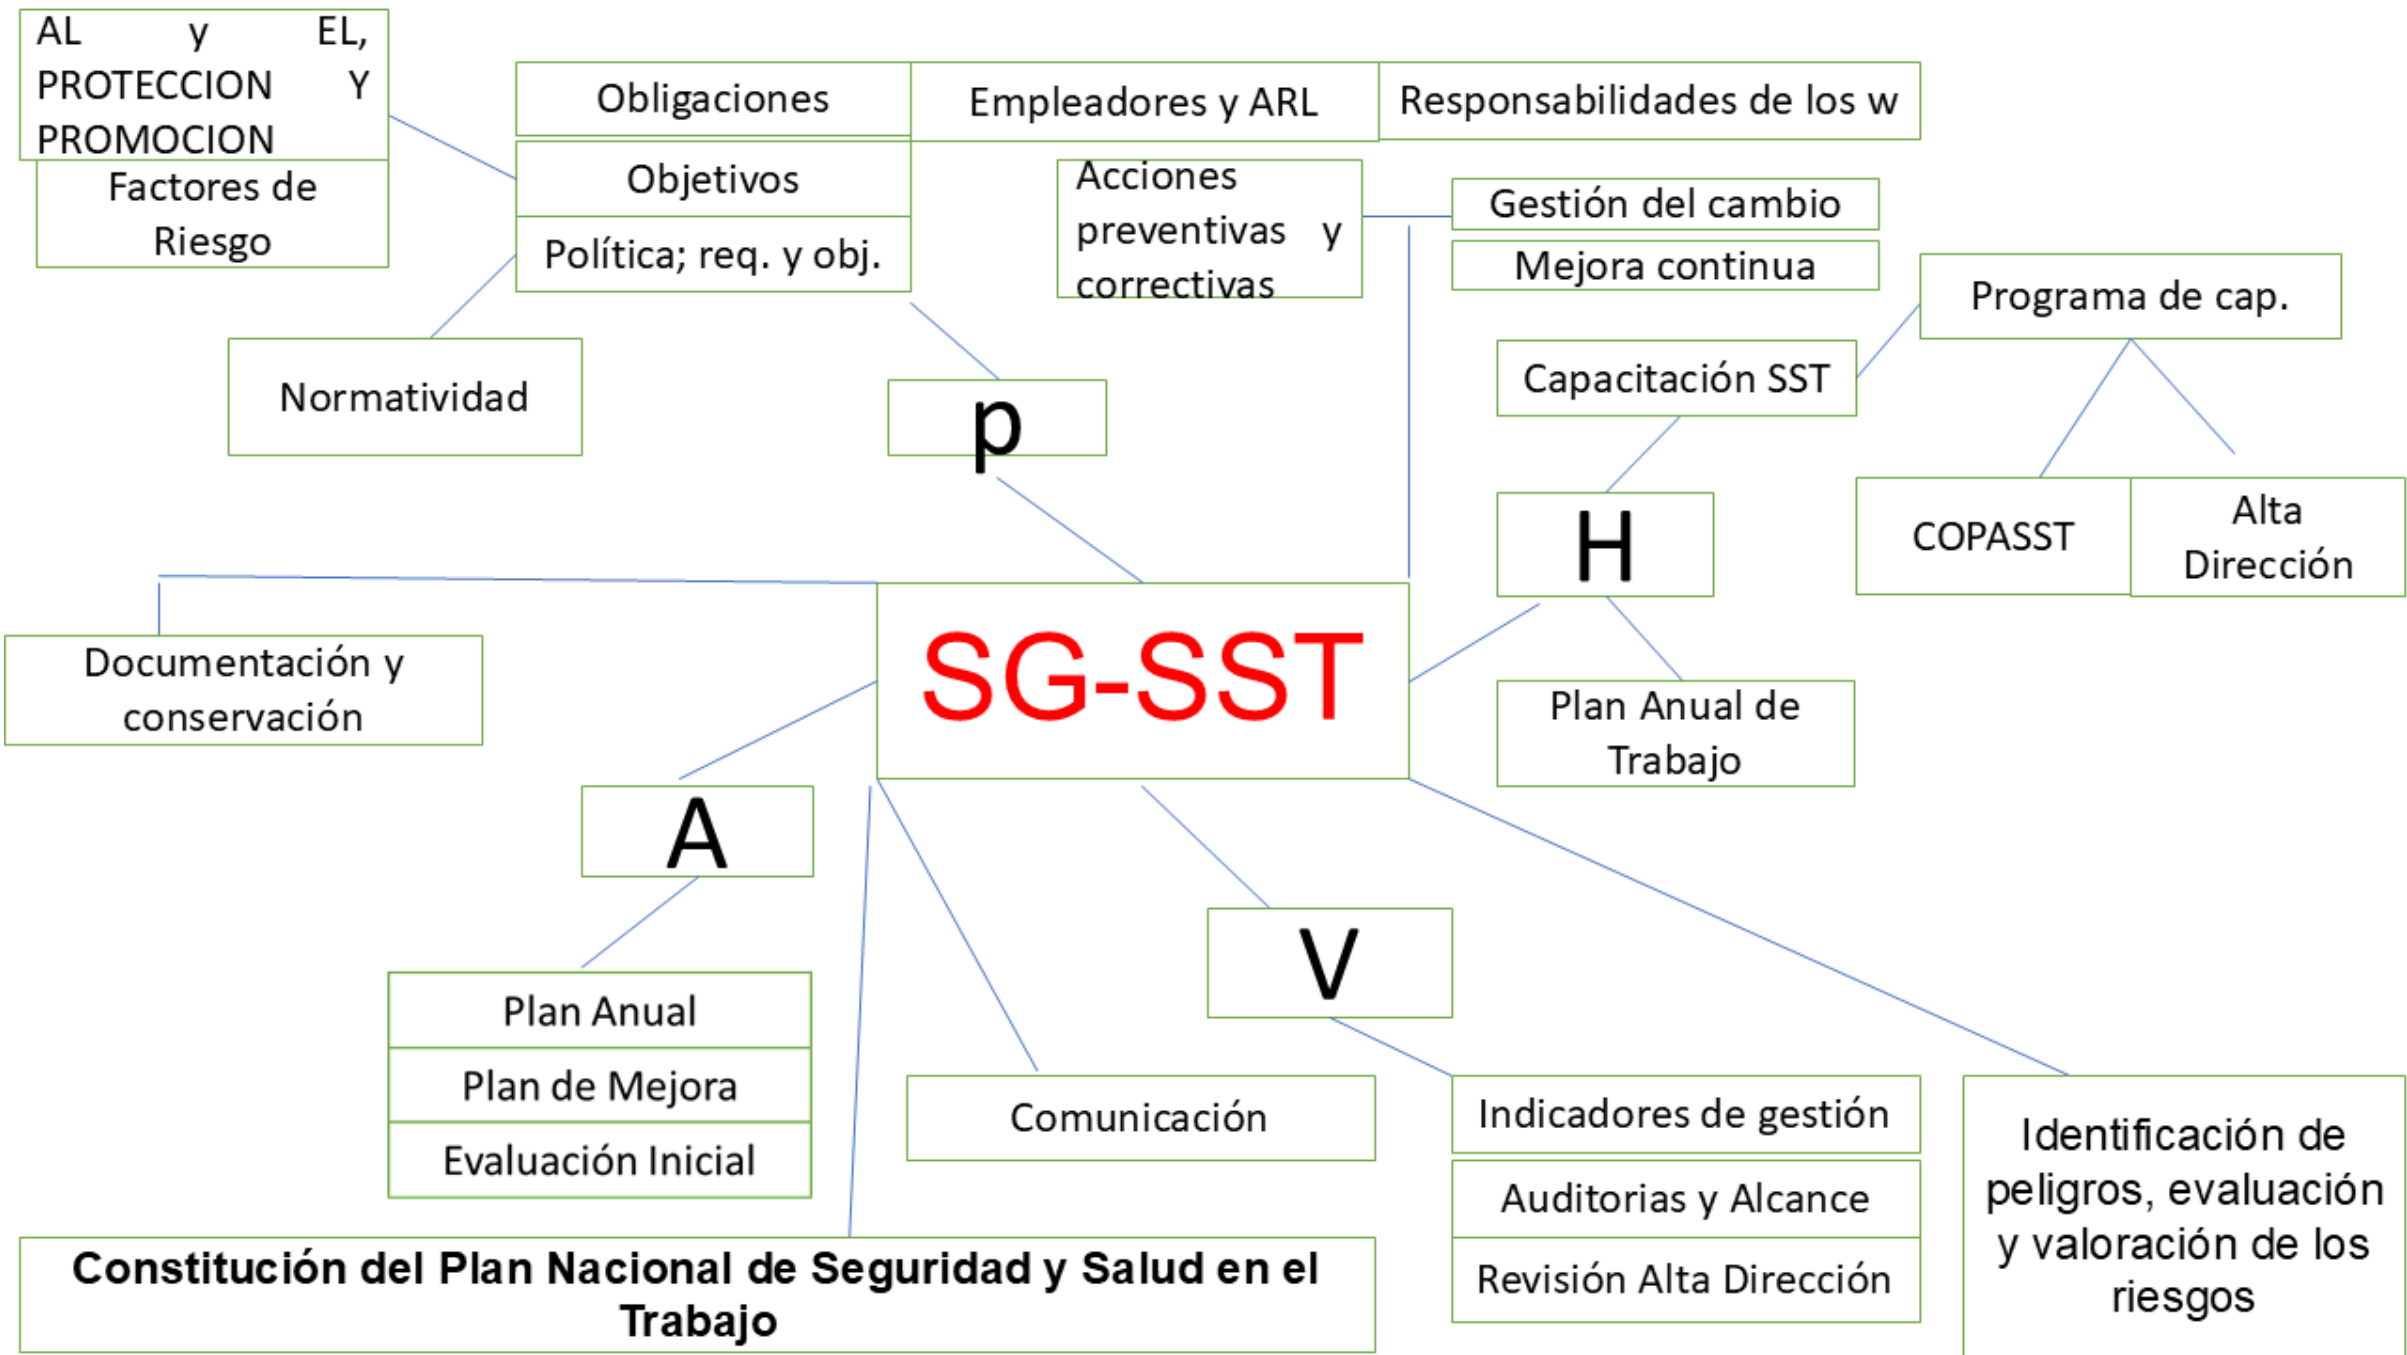 AL y EL,
PROTECCION Y
PROMOCION
Factores de
Riesgo
Obligaciones
Empleadores y ARL
Responsabilidades de los w
Objetivos
Política; req. y obj.
Acciones
preventivas y
correctivas
Gestión del cambio
Mejora continua
Programa de cap.
Normatividad
p
Capacitación SST
H
COPASST
Alta
Dirección
Documentación y
conservación
SG-SST
Plan Anual de
Trabajo
A
V
Plan Anual
Plan de Mejora
Evaluación Inicial
Comunicación
Indicadores de gestión
Auditorias y Alcance
Revisión Alta Dirección
Identificación de
peligros, evaluación
y valoración de los
riesgos
Constitución del Plan Nacional de Seguridad y Salud en el
Trabajo